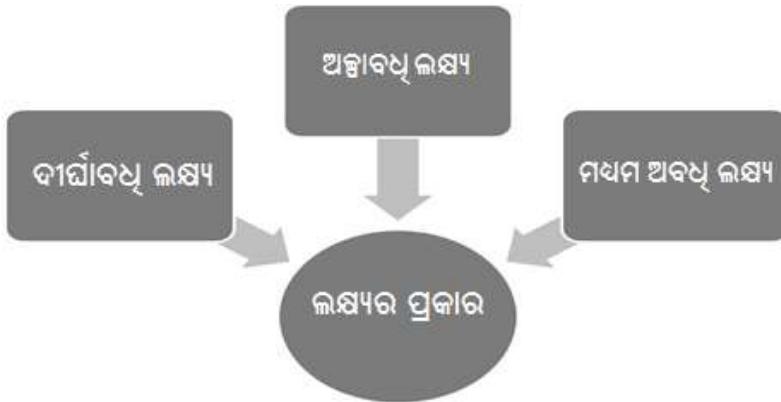 ଅଳ୍ପାବଧି ଲକ୍ଷ୍ୟ
ଦୀର୍ଘାବଧି ଲକ୍ଷ୍ୟ
ମଧ୍ୟମ ଅବଧି ଲକ୍ଷ୍ୟ
ଲକ୍ଷ୍ୟର ପ୍ରକାର